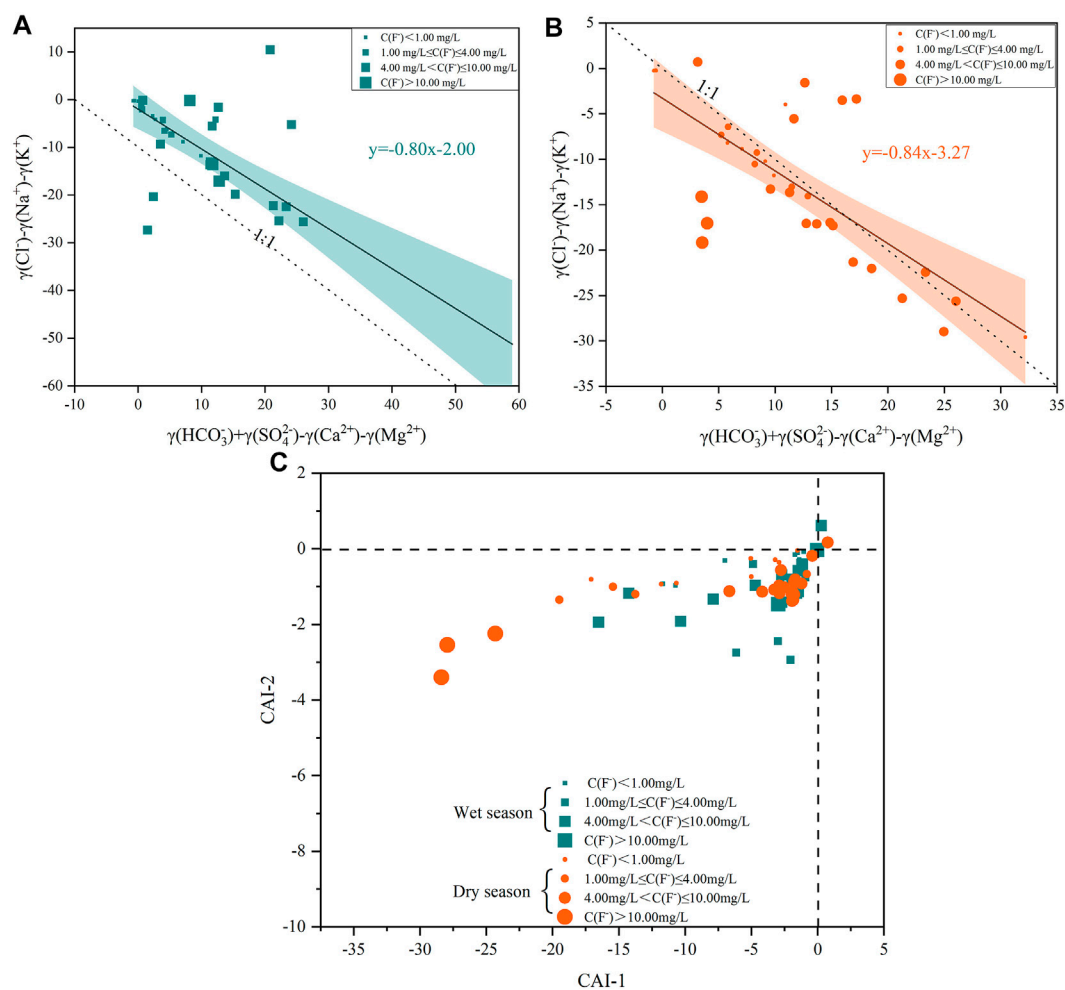 A
C(F⁻)<1.00 mg/L
1.00 mg/L≤C(F⁻)≤4.00 mg/L
4.00 mg/L<C(F⁻)≤10.00 mg/L
C(F⁻)>10.00 mg/L
y=-0.80x-2.00
1:1
10
0
-10
-20
-30
-40
-50
-60
γ(Cl⁻)-γ(Na⁺)-γ(K⁺)
-10 0 10 20 30 40 50 60
γ(HCO₃⁻)+γ(SO₄²⁻)-γ(Ca²⁺)-γ(Mg²⁺)
B
C(F⁻)<1.00 mg/L
1.00 mg/L≤C(F⁻)≤4.00 mg/L
4.00 mg/L<C(F⁻)≤10.00 mg/L
C(F⁻)>10.00 mg/L
1:1
y=-0.84x-3.27
5
0
-5
-10
-15
-20
-25
-30
-35
γ(Cl⁻)-γ(Na⁺)-γ(K⁺)
-5 0 5 10 15 20 25 30 35
γ(HCO₃⁻)+γ(SO₄²⁻)-γ(Ca²⁺)-γ(Mg²⁺)
C
2
0
-2
-4
-6
-8
-10
CAI-2
Wet season
C(F⁻)<1.00mg/L
1.00mg/L≤C(F⁻)≤4.00mg/L
4.00mg/L<C(F⁻)≤10.00mg/L
C(F⁻)>10.00mg/L
Dry season
C(F⁻)<1.00mg/L
1.00mg/L≤C(F⁻)≤4.00mg/L
4.00mg/L<C(F⁻)≤10.00mg/L
C(F⁻)>10.00mg/L
-35 -30 -25 -20 -15 -10 -5 0 5
CAI-1